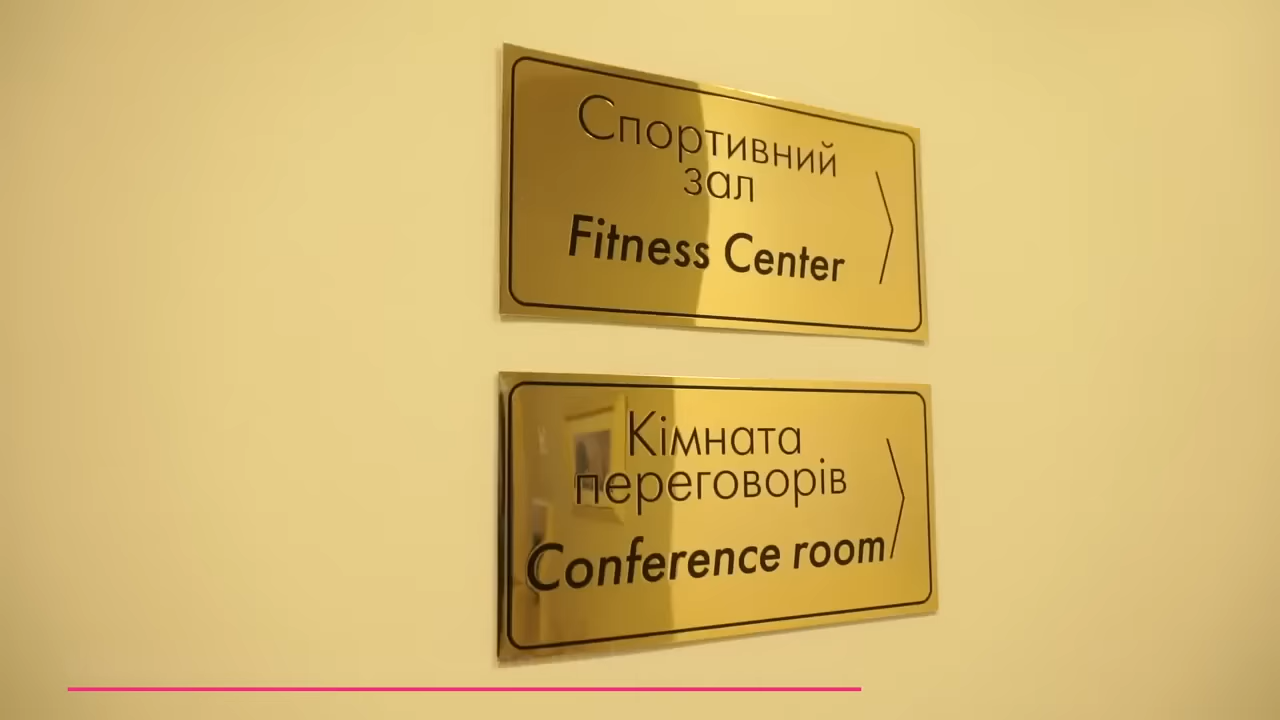 Спортивний
зал
Fitness Center
Кімната
переговорів
Conference room